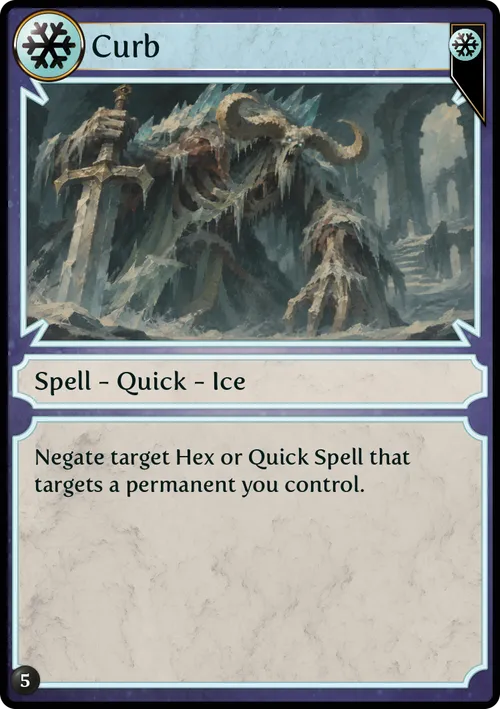 Curb
Spell - Quick - Ice
Negate target Hex or Quick Spell that
targets a permanent you control.
5